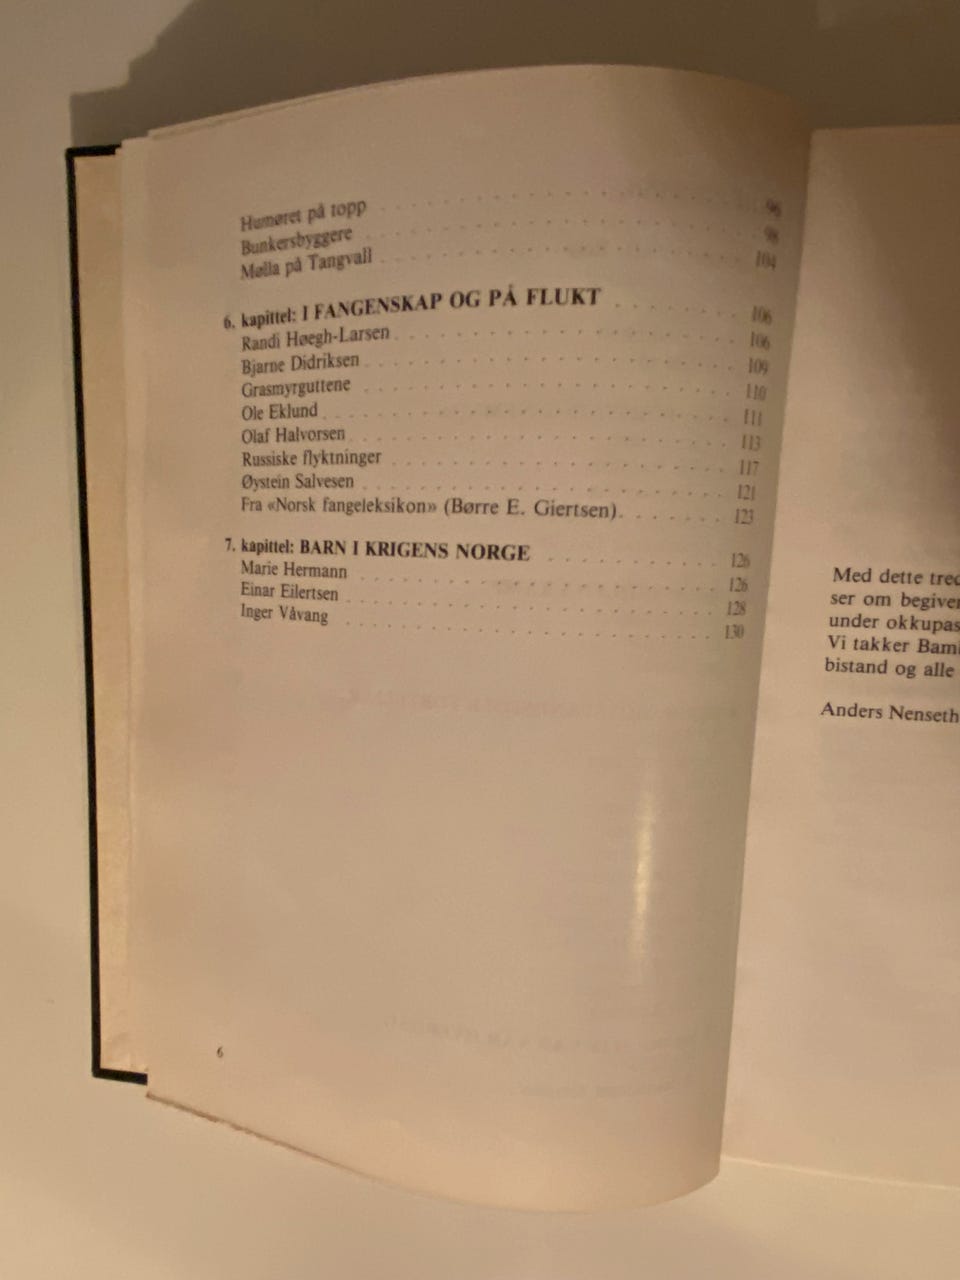 Humøret på topp . . . . . . . . . . . . . . . . . . . . 96
Bunkersbyggere . . . . . . . . . . . . . . . . . . . . 98
Mølla på Tangvall . . . . . . . . . . . . . . . . . . . . 104
6. kapittel: I FANGENSKAP OG PÅ FLUKT . . . . . . . . 106
Randi Høegh-Larsen . . . . . . . . . . . . . . . . . . . . 106
Bjarne Didriksen . . . . . . . . . . . . . . . . . . . . 109
Grasmyrguttene . . . . . . . . . . . . . . . . . . . . 110
Ole Eklund . . . . . . . . . . . . . . . . . . . . 111
Olaf Halvorsen . . . . . . . . . . . . . . . . . . . . 113
Russiske flyktninger . . . . . . . . . . . . . . . . . . . . 117
Øystein Salvesen . . . . . . . . . . . . . . . . . . . . 121
Fra «Norsk fangeleksikon» (Børre E. Giertsen). . . . . . . 123
7. kapittel: BARN I KRIGENS NORGE . . . . . . . . . . . 126
Marie Hermann . . . . . . . . . . . . . . . . . . . . 126
Einar Eilertsen . . . . . . . . . . . . . . . . . . . . 128
Inger Våvang . . . . . . . . . . . . . . . . . . . . 130
6
Med dette tred
ser om begiven
under okkupas
Vi takker Bam
bistand og alle
Anders Nenseth